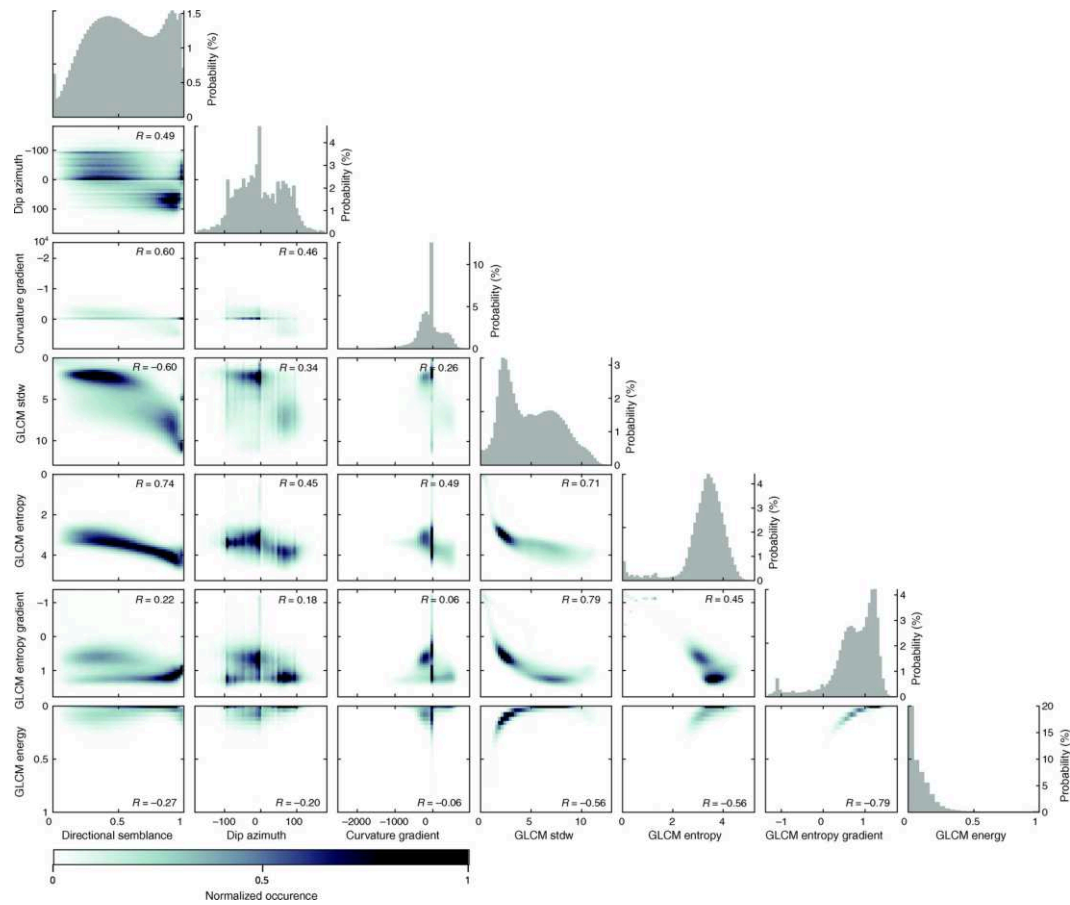 1.5
1
0.5
0
Probability (%)
R = 0.49
−100
0
100
Dip azimuth
4
3
2
1
0
Probability (%)
10⁴
R = 0.60
R = 0.46
−2
−1
0
Curvuature gradient
10
5
0
Probability (%)
R = −0.60
R = 0.34
R = 0.26
0
5
10
GLCM stdw
3
2
1
0
Probability (%)
R = 0.74
R = 0.45
R = 0.49
R = 0.71
0
2
4
GLCM entropy
4
3
2
1
0
Probability (%)
R = 0.22
R = 0.18
R = 0.06
R = 0.79
R = 0.45
−1
0
1
GLCM entropy gradient
4
3
2
1
0
Probability (%)
0
0.5
1
GLCM energy
R = −0.27
R = −0.20
R = −0.06
R = −0.56
R = −0.56
R = −0.79
20
15
10
5
0
Probability (%)
0 0.5 1
−100 0 100
−2000 −1000 0
0 5 10
0 2 4
−1 0 1
0 0.5 1
Directional semblance
Dip azimuth
Curvature gradient
GLCM stdw
GLCM entropy
GLCM entropy gradient
GLCM energy
0 0.5 1
Normalized occurence